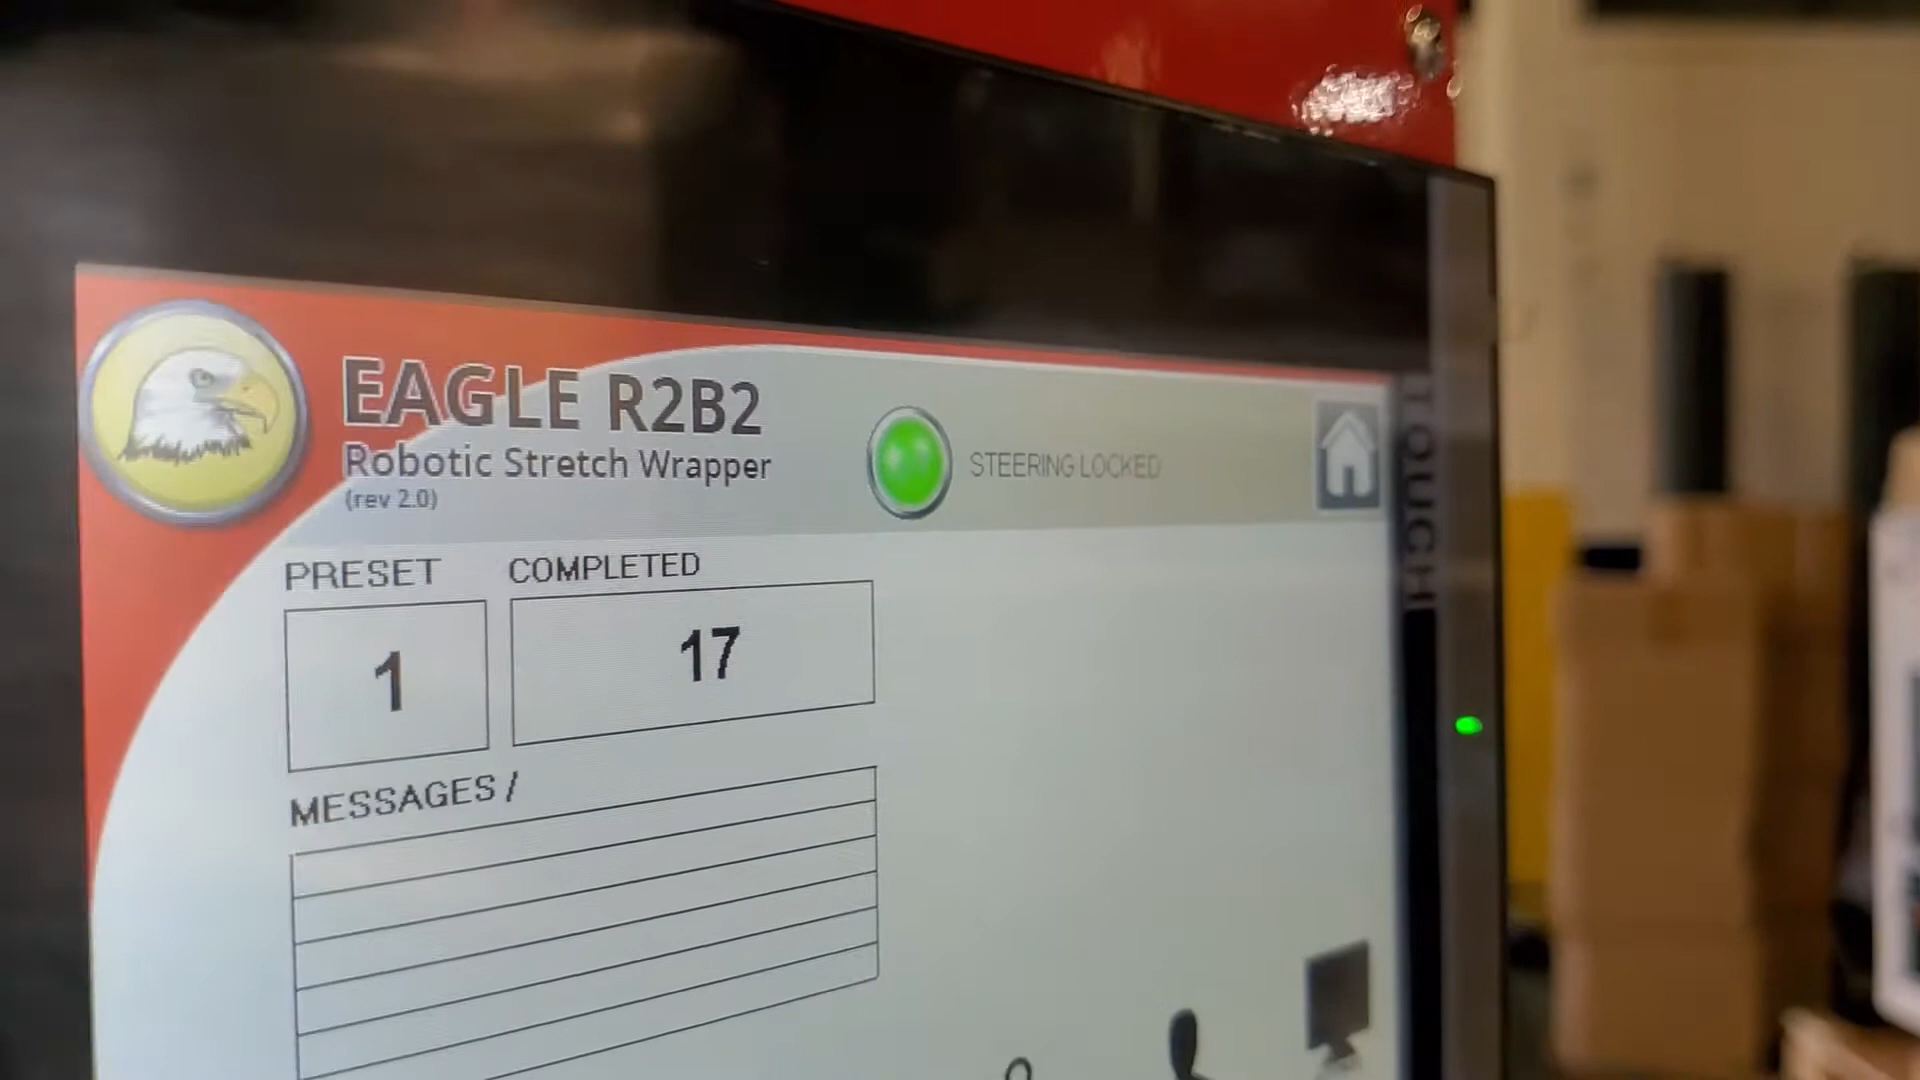 EAGLE R2B2
Robotic Stretch Wrapper
(rev 2.0)
STEERING LOCKED
PRESET
COMPLETED
1
17
MESSAGES /
TOUCH